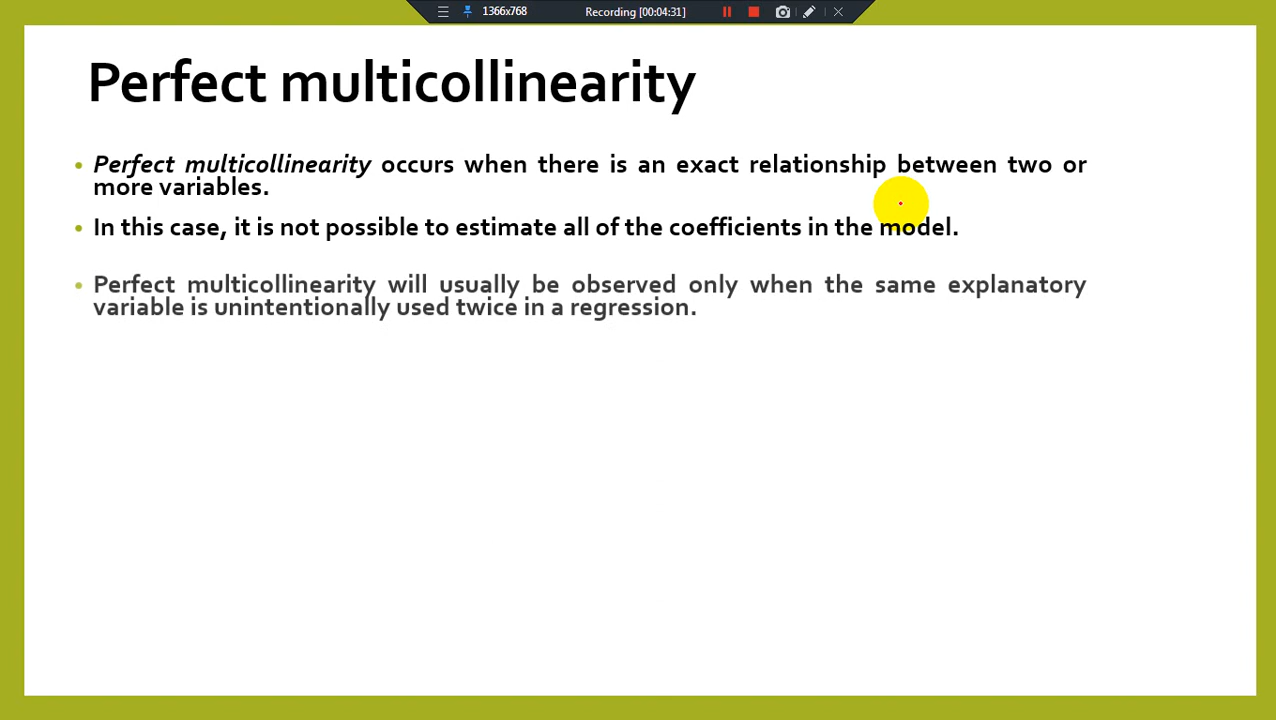 1366x768 Recording [00:04:31]
Perfect multicollinearity
• Perfect multicollinearity occurs when there is an exact relationship between two or
more variables.
• In this case, it is not possible to estimate all of the coefficients in the model.
• Perfect multicollinearity will usually be observed only when the same explanatory
variable is unintentionally used twice in a regression.